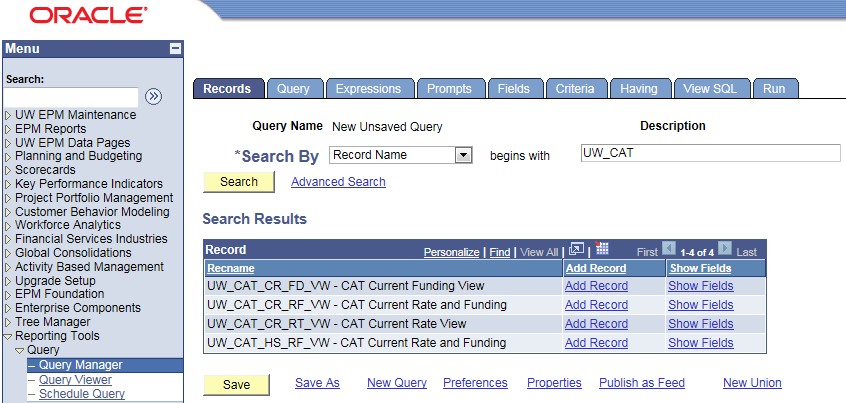 ORACLE
Menu
Search:
UW EPM Maintenance
EPM Reports
UW EPM Data Pages
Planning and Budgeting
Scorecards
Key Performance Indicators
Project Portfolio Management
Customer Behavior Modeling
Workforce Analytics
Financial Services Industries
Global Consolidations
Activity Based Management
Upgrade Setup
EPM Foundation
Enterprise Components
Tree Manager
Reporting Tools
Query
Query Manager
Query Viewer
Schedule Query
Records Query Expressions Prompts Fields Criteria Having View SQL Run
Query Name New Unsaved Query Description
*Search By Record Name begins with UW_CAT
Search Advanced Search
Search Results
Record Personalize | Find | View All | | First 1-4 of 4 Last
Recname Add Record Show Fields
UW_CAT_CR_FD_VW - CAT Current Funding View Add Record Show Fields
UW_CAT_CR_RF_VW - CAT Current Rate and Funding Add Record Show Fields
UW_CAT_CR_RT_VW - CAT Current Rate View Add Record Show Fields
UW_CAT_HS_RF_VW - CAT Current Rate and Funding Add Record Show Fields
Save Save As New Query Preferences Properties Publish as Feed New Union